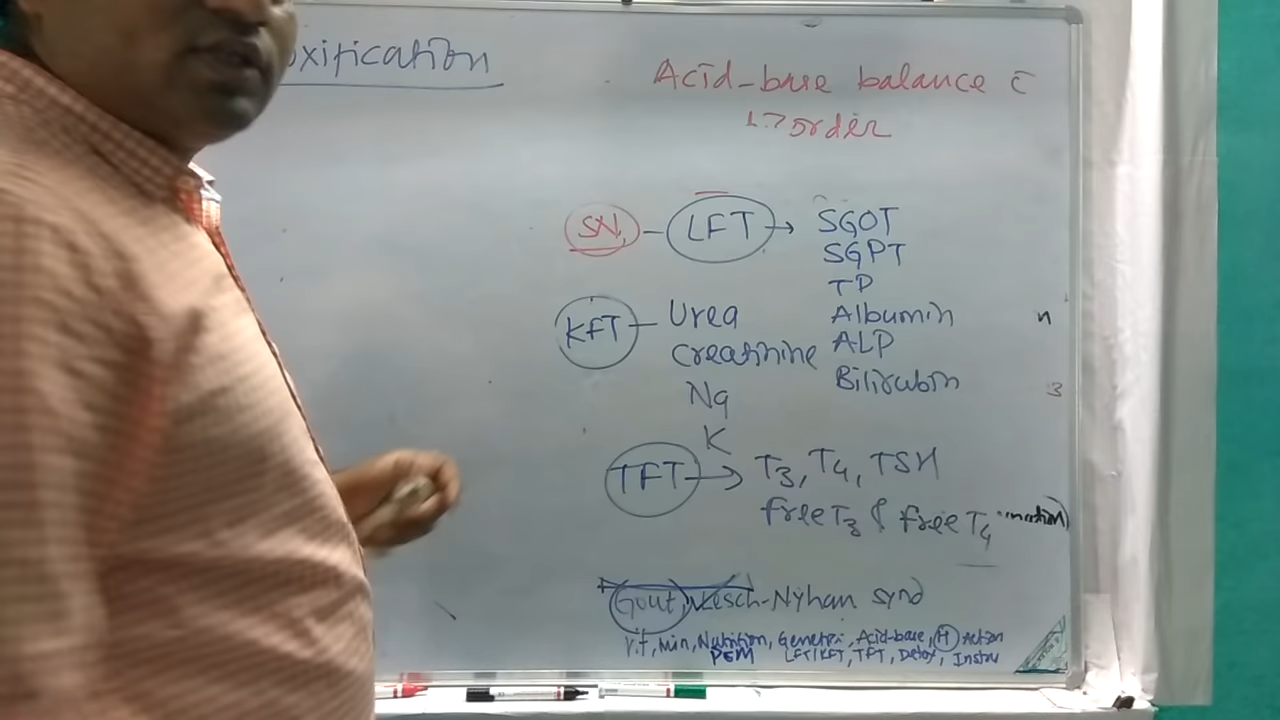 oxification
Acid-base balance c̄
order
SN, - LFT → SGOT
SGPT
TP
Albumin
ALP
Bilirubin
KFT - Urea
Creatinine
Na
K
TFT → T3, T4, TSH
free T3 & free T4
Gout, Lesch-Nyhan synd
Vit, Min, Nutrition, Genetic, Acid-base, H Action
PEM LFT/KFT, TFT, Detox, Instru
n
3